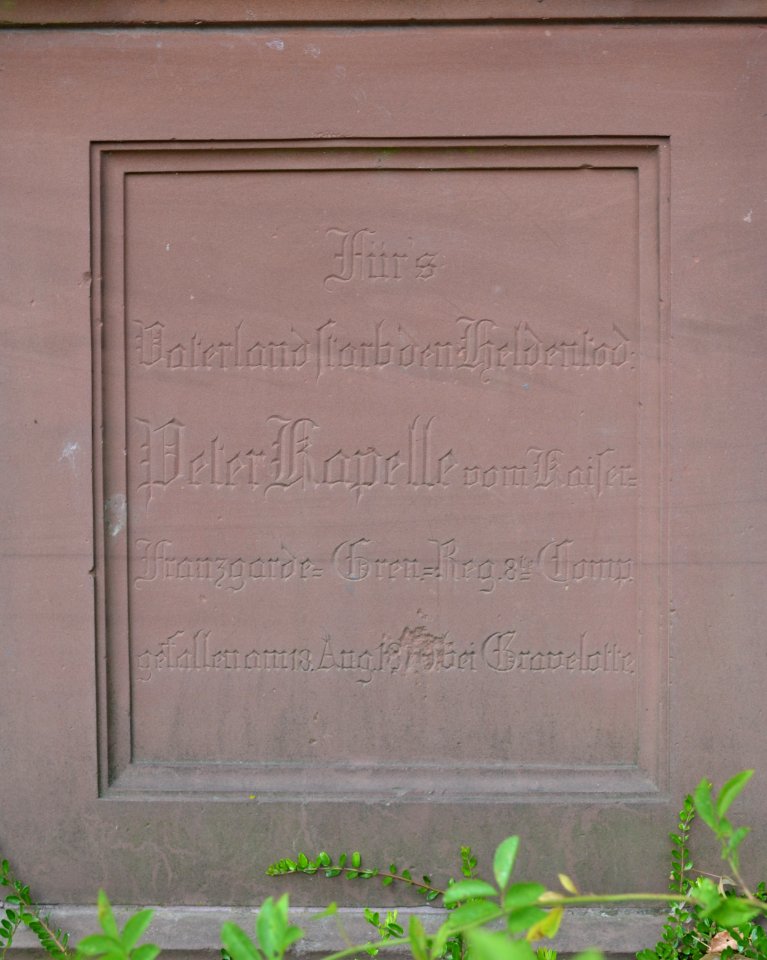 Für's
Vaterland starb den Heldentod:
Peter Kapelle vom Kaiser-
Franzgarde- Gren.-Reg. 8te Comp.
gefallen am 18. Aug. 1870 bei Gravelotte.